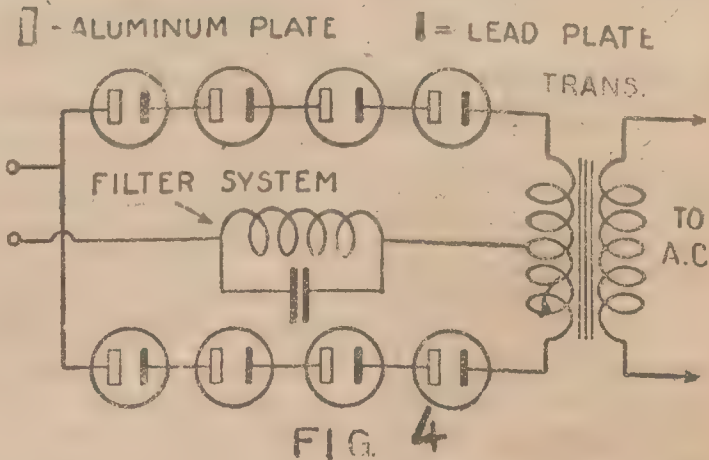 ▯ - ALUMINUM PLATE
▮ = LEAD PLATE
TRANS.
FILTER SYSTEM
TO
A.C.
FIG. 4